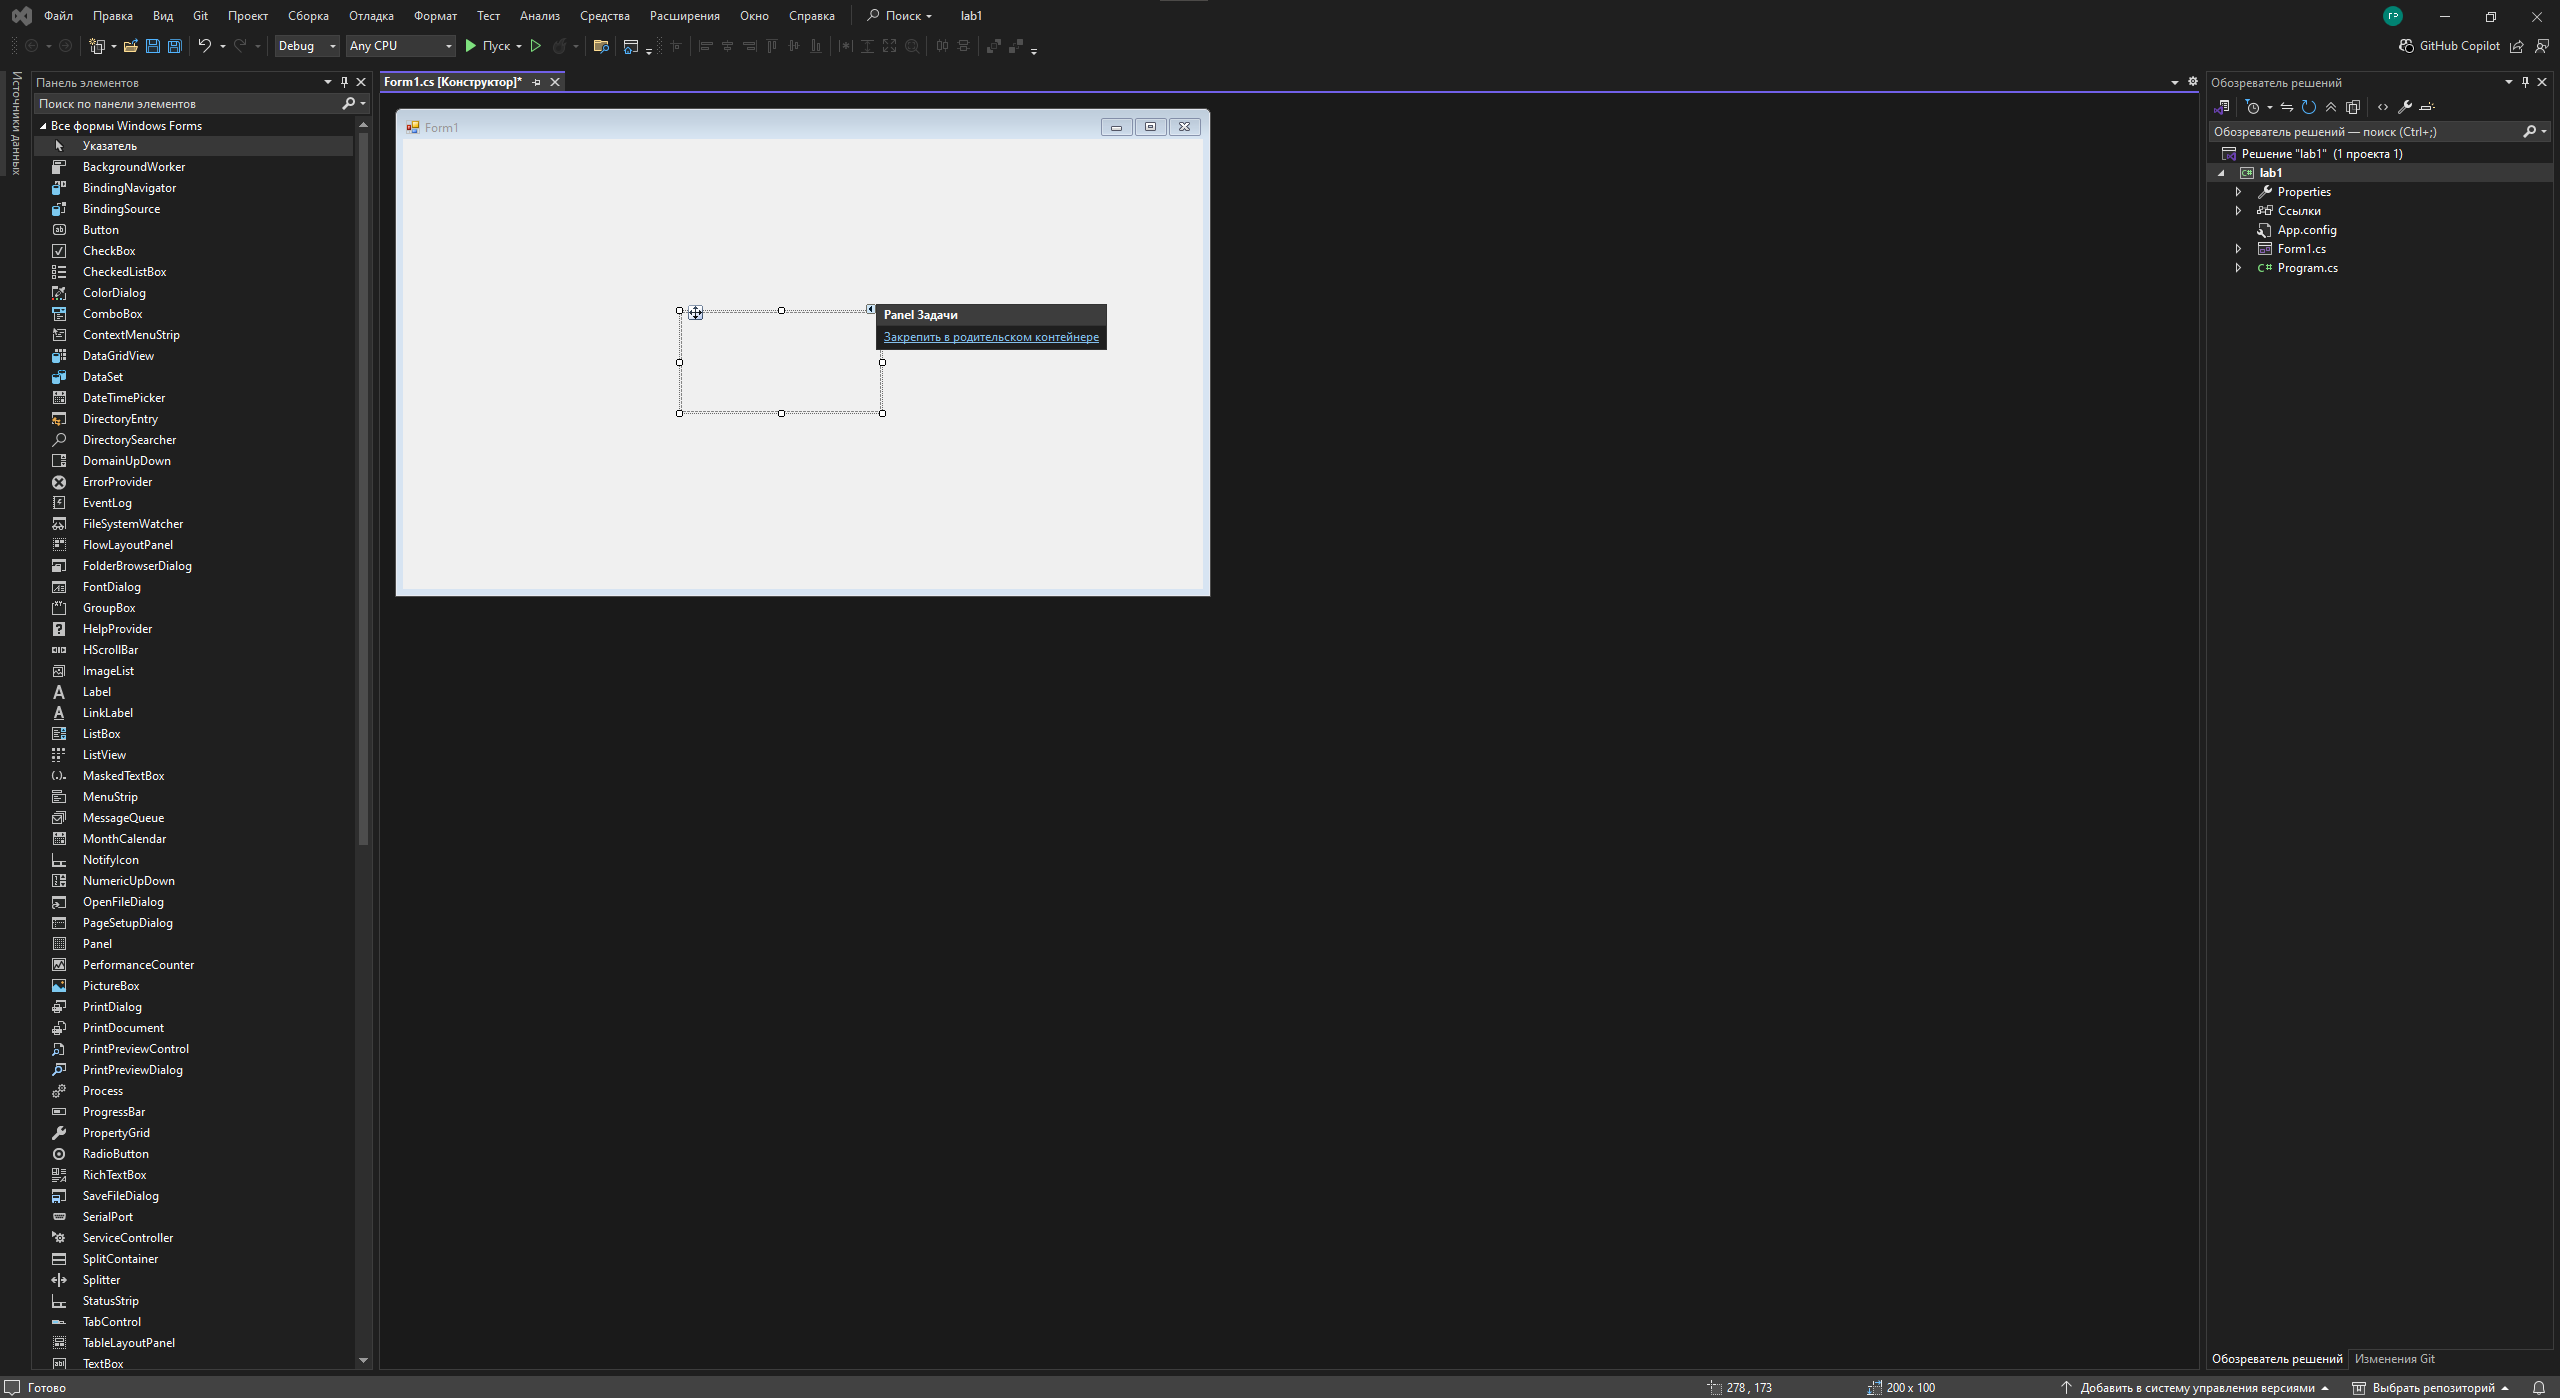 Файл Правка Вид Git Проект Сборка Отладка Формат Тест Анализ Средства Расширения Окно Справка Поиск lab1 ГР
Debug Any CPU Пуск GitHub Copilot
Источники данных
Панель элементов
Поиск по панели элементов
Все формы Windows Forms
Указатель
BackgroundWorker
BindingNavigator
BindingSource
Button
CheckBox
CheckedListBox
ColorDialog
ComboBox
ContextMenuStrip
DataGridView
DataSet
DateTimePicker
DirectoryEntry
DirectorySearcher
DomainUpDown
ErrorProvider
EventLog
FileSystemWatcher
FlowLayoutPanel
FolderBrowserDialog
FontDialog
GroupBox
HelpProvider
HScrollBar
ImageList
Label
LinkLabel
ListBox
ListView
MaskedTextBox
MenuStrip
MessageQueue
MonthCalendar
NotifyIcon
NumericUpDown
OpenFileDialog
PageSetupDialog
Panel
PerformanceCounter
PictureBox
PrintDialog
PrintDocument
PrintPreviewControl
PrintPreviewDialog
Process
ProgressBar
PropertyGrid
RadioButton
RichTextBox
SaveFileDialog
SerialPort
ServiceController
SplitContainer
Splitter
StatusStrip
TabControl
TableLayoutPanel
TextBox
Form1.cs [Конструктор]*
Form1
Panel Задачи
Закрепить в родительском контейнере
Обозреватель решений
Обозреватель решений — поиск (Ctrl+;)
Решение "lab1" (1 проекта 1)
C# lab1
Properties
Ссылки
App.config
Form1.cs
C# Program.cs
Обозреватель решений Изменения Git
Готово 278 , 173 200 x 100 Добавить в систему управления версиями Выбрать репозиторий